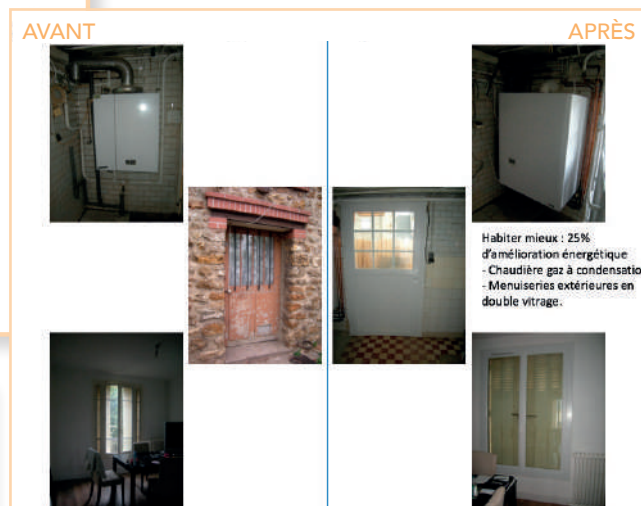 AVANT
APRÈS
Habiter mieux : 25%
d'amélioration énergétique
- Chaudière gaz à condensatio
- Menuiseries extérieures en
double vitrage.